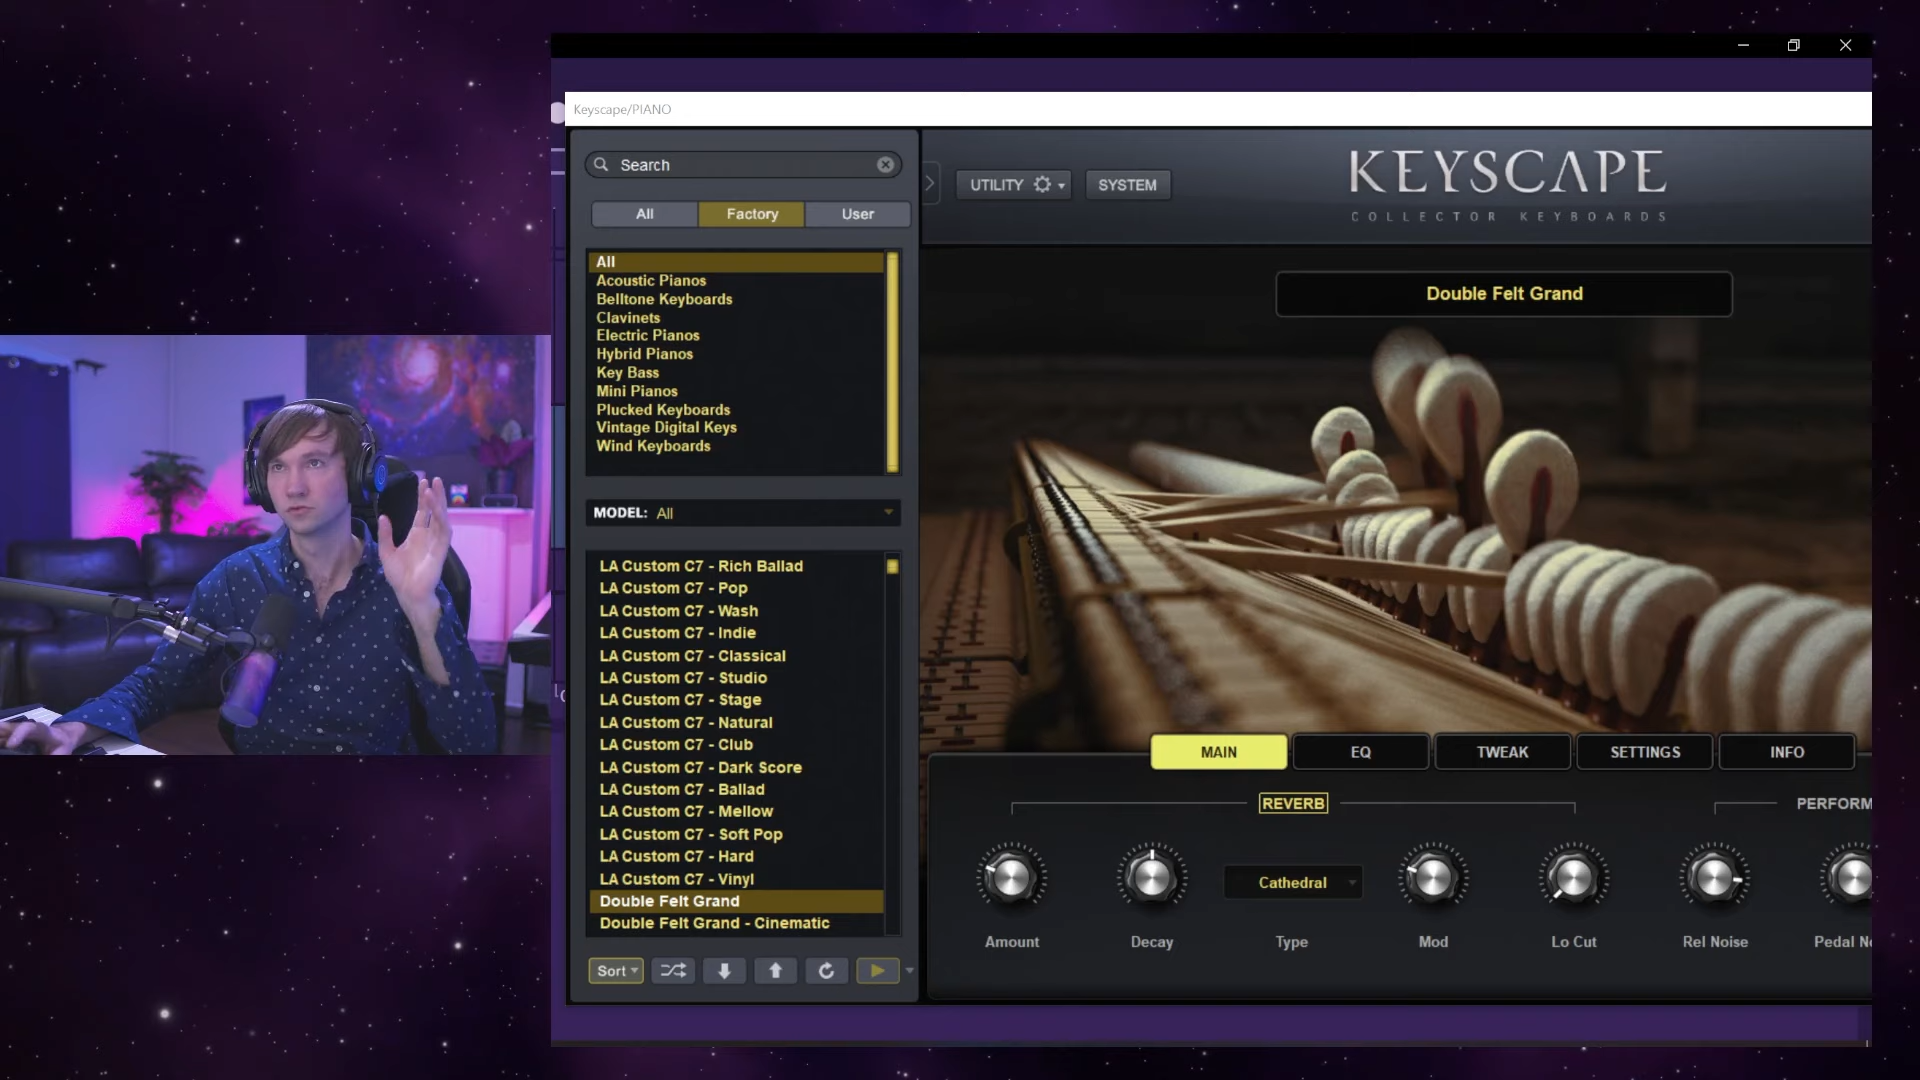 Keyscape/PIANO
Search
All
Factory
User
All
Acoustic Pianos
Belltone Keyboards
Clavinets
Electric Pianos
Hybrid Pianos
Key Bass
Mini Pianos
Plucked Keyboards
Vintage Digital Keys
Wind Keyboards
MODEL: All
LA Custom C7 - Rich Ballad
LA Custom C7 - Pop
LA Custom C7 - Wash
LA Custom C7 - Indie
LA Custom C7 - Classical
LA Custom C7 - Studio
LA Custom C7 - Stage
LA Custom C7 - Natural
LA Custom C7 - Club
LA Custom C7 - Dark Score
LA Custom C7 - Ballad
LA Custom C7 - Mellow
LA Custom C7 - Soft Pop
LA Custom C7 - Hard
LA Custom C7 - Vinyl
Double Felt Grand
Double Felt Grand - Cinematic
Sort
UTILITY
SYSTEM
KEYSCAPE
COLLECTOR KEYBOARDS
Double Felt Grand
MAIN
EQ
TWEAK
SETTINGS
INFO
REVERB
PERFORM
Cathedral
Amount
Decay
Type
Mod
Lo Cut
Rel Noise
Pedal